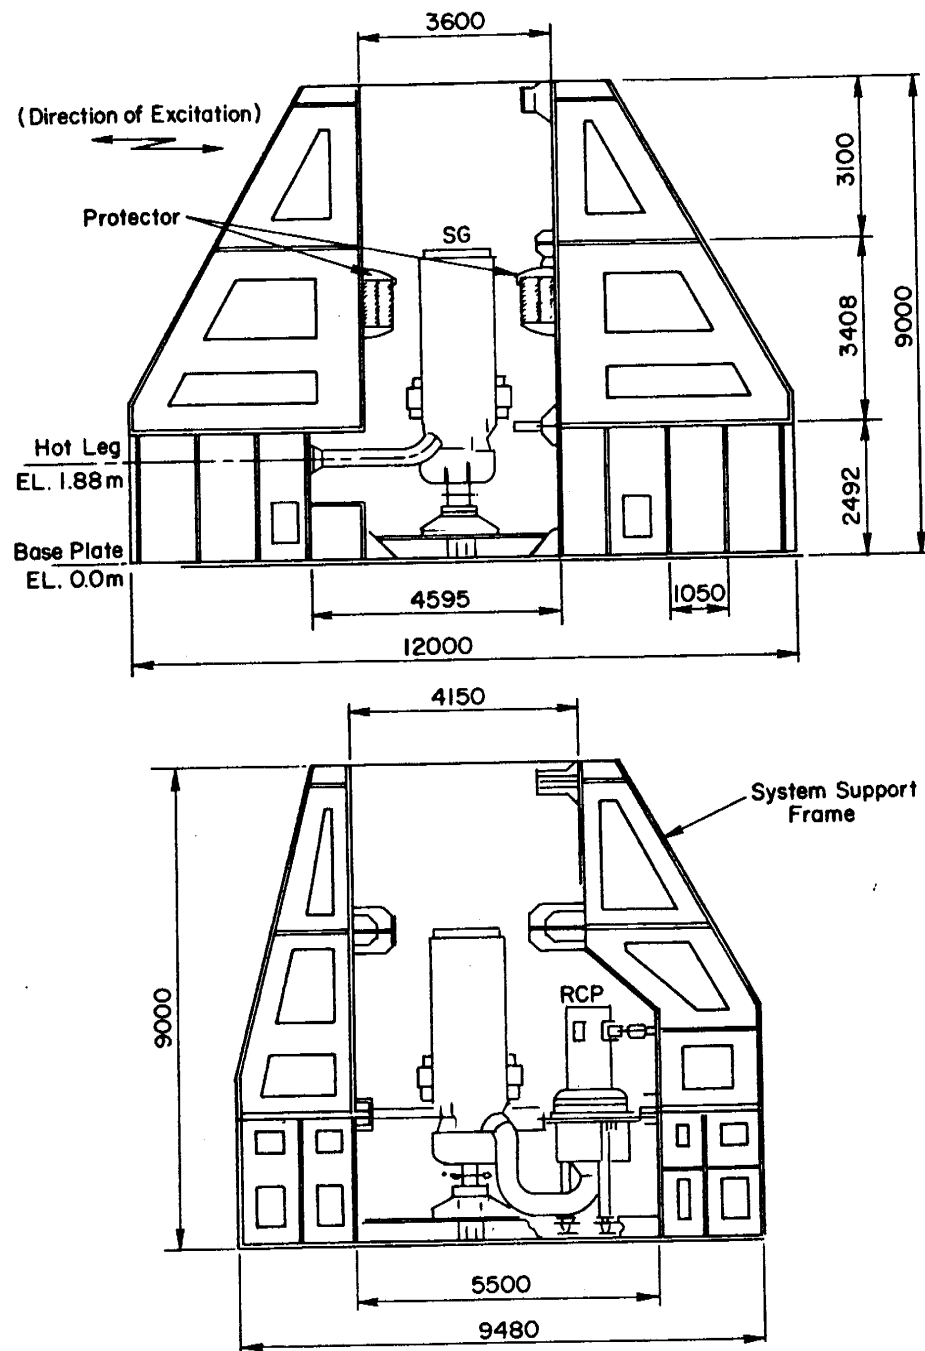 3600
(Direction of Excitation)
3100
Protector
SG
3408
9000
Hot Leg
EL. 1.88m
2492
Base Plate
EL. 0.0m
4595
1050
12000
4150
System Support
Frame
9000
RCP
5500
9480